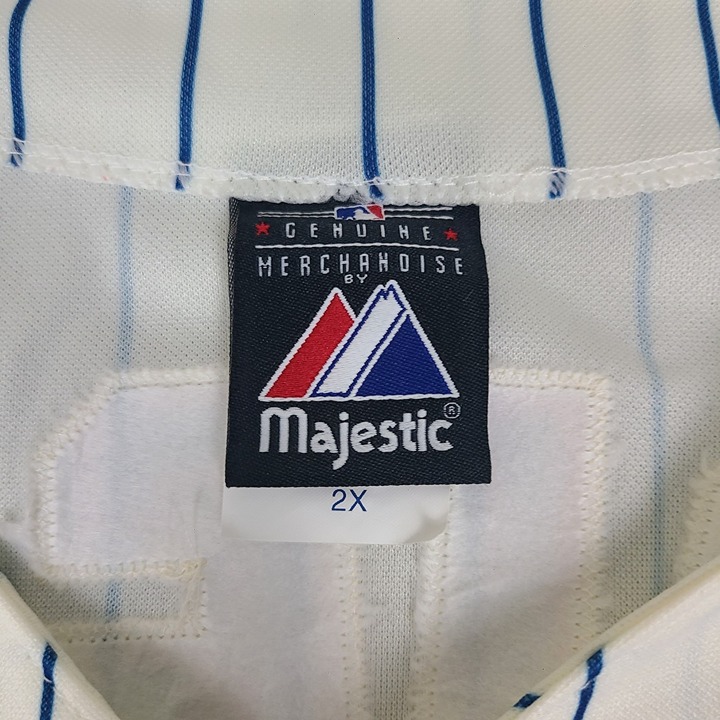 GENUINE
MERCHANDISE
BY
Majestic®
2X